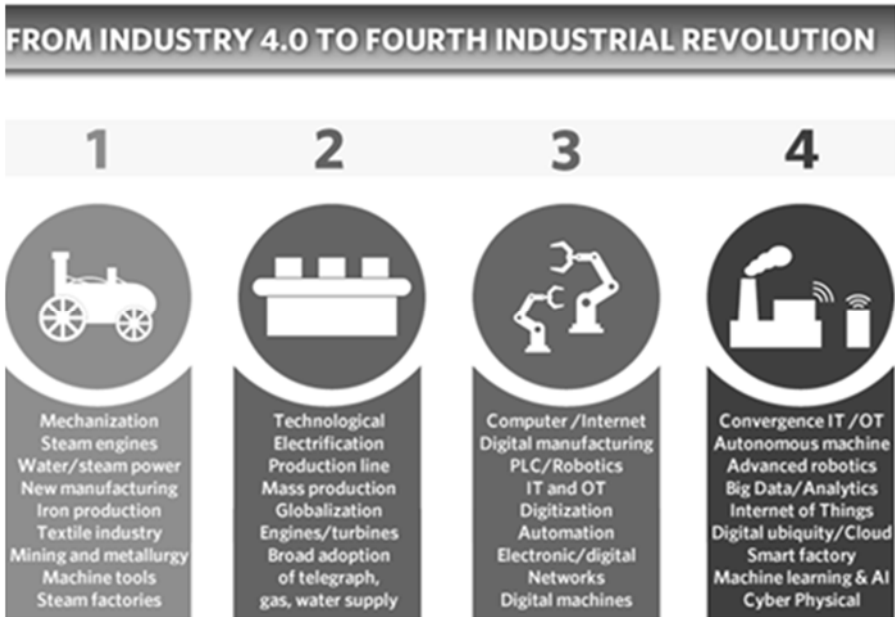 FROM INDUSTRY 4.0 TO FOURTH INDUSTRIAL REVOLUTION
1
2
3
4
Mechanization
Steam engines
Water/steam power
New manufacturing
Iron production
Textile industry
Mining and metallurgy
Machine tools
Steam factories
Technological
Electrification
Production line
Mass production
Globalization
Engines/turbines
Broad adoption
of telegraph,
gas, water supply
Computer /Internet
Digital manufacturing
PLC/Robotics
IT and OT
Digitization
Automation
Electronic/digital
Networks
Digital machines
Convergence IT /OT
Autonomous machine
Advanced robotics
Big Data/Analytics
Internet of Things
Digital ubiquity/Cloud
Smart factory
Machine learning & AI
Cyber Physical